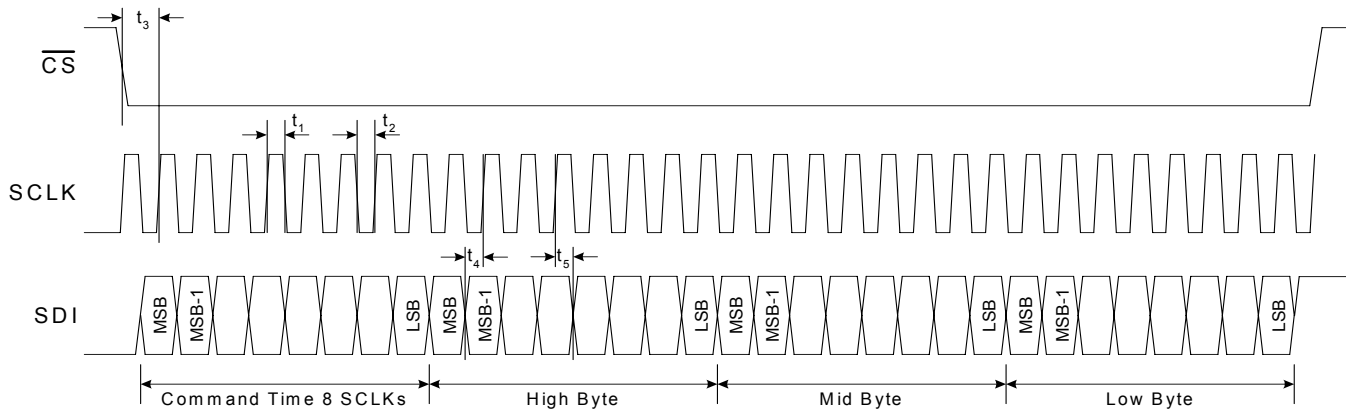 t3
CS
t1
t2
SCLK
t4
t5
SDI
MSB
MSB-1
LSB
MSB
MSB-1
LSB
MSB
MSB-1
LSB
MSB
MSB-1
LSB
Command Time 8 SCLKs
High Byte
Mid Byte
Low Byte